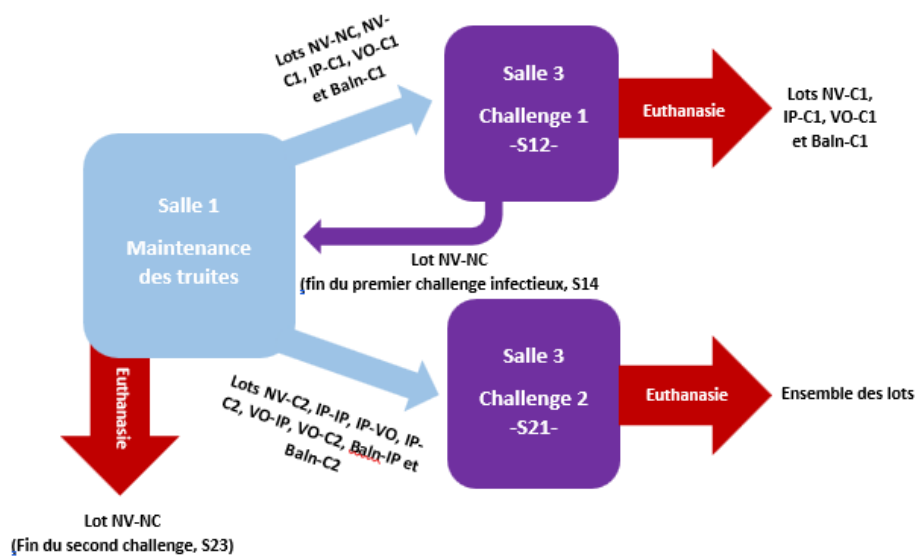 Lots NV-NC, NV-
C1, IP-C1, VO-C1
et Baln-C1
Salle 3
Challenge 1
-S12-
Euthanasie
Lots NV-C1,
IP-C1, VO-C1
et Baln-C1
Salle 1
Maintenance
des truites
Lot NV-NC
(fin du premier challenge infectieux, S14
Euthanasie
Lots NV-C2, IP-IP, IP-VO, IP-
C2, VO-IP, VO-C2, Baln-IP et
Baln-C2
Salle 3
Challenge 2
-S21-
Euthanasie
Ensemble des lots
Lot NV-NC
(Fin du second challenge, S23)